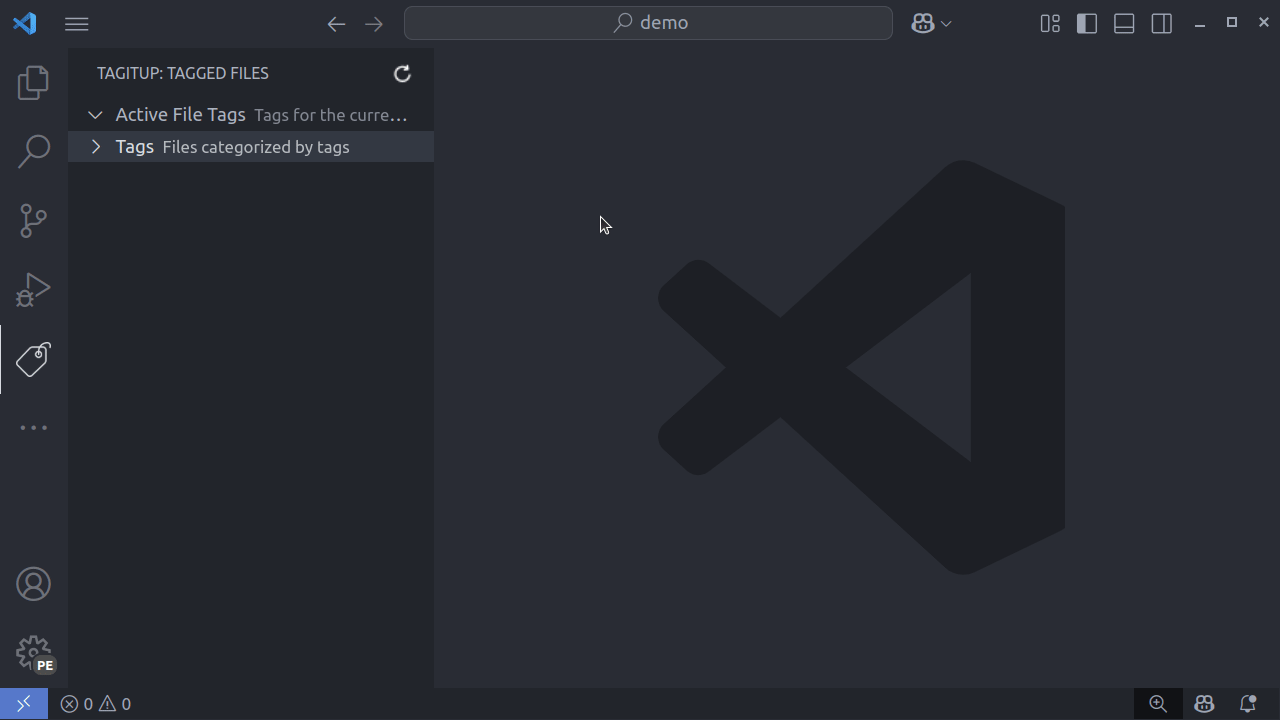 demo
TAGITUP: TAGGED FILES
Active File Tags Tags for the curre…
Tags Files categorized by tags
PE
0 0